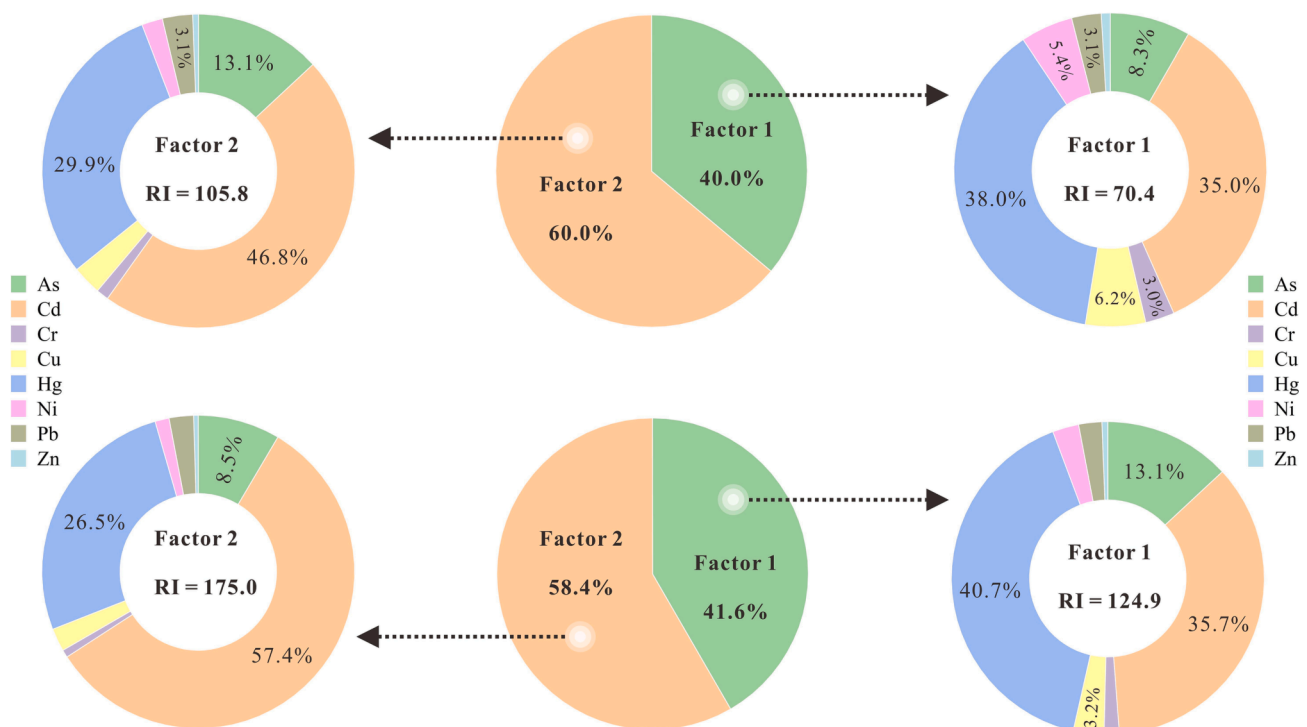 3.1%
13.1%
29.9%
46.8%
Factor 2
RI = 105.8
Factor 1
40.0%
Factor 2
60.0%
5.4%
3.1%
8.3%
38.0%
35.0%
6.2%
3.0%
Factor 1
RI = 70.4
As
Cd
Cr
Cu
Hg
Ni
Pb
Zn
As
Cd
Cr
Cu
Hg
Ni
Pb
Zn
8.5%
26.5%
57.4%
Factor 2
RI = 175.0
Factor 2
58.4%
Factor 1
41.6%
13.1%
40.7%
35.7%
3.2%
Factor 1
RI = 124.9